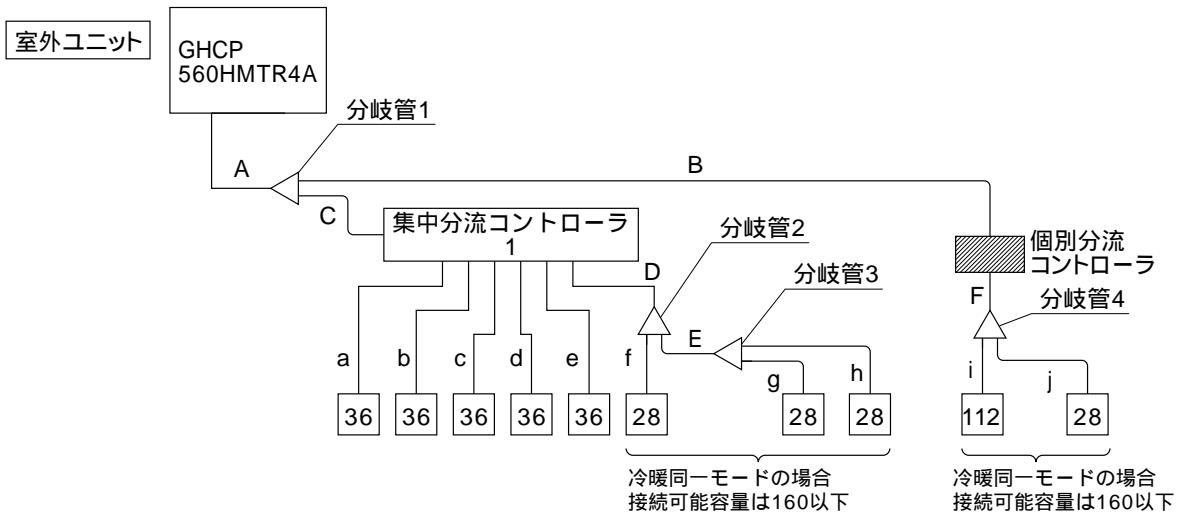 室外ユニット
GHCP
560HMTR4A
分岐管1
A
B
C
集中分流コントローラ
1
分岐管2
個別分流
コントローラ
D
分岐管3
F
分岐管4
E
a
b
c
d
e
f
g
h
i
j
36
36
36
36
36
28
28
28
112
28
冷暖同一モードの場合
接続可能容量は160以下
冷暖同一モードの場合
接続可能容量は160以下